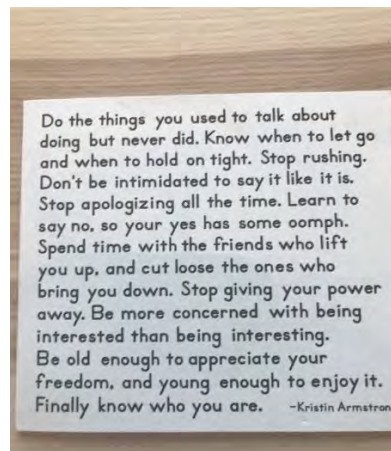 Do the things you used to talk about
doing but never did. Know when to let go
and when to hold on tight. Stop rushing.
Don't be intimidated to say it like it is.
Stop apologizing all the time. Learn to
say no, so your yes has some oomph.
Spend time with the friends who lift
you up, and cut loose the ones who
bring you down. Stop giving your power
away. Be more concerned with being
interested than being interesting.
Be old enough to appreciate your
freedom, and young enough to enjoy it.
Finally know who you are. -Kristin Armstron